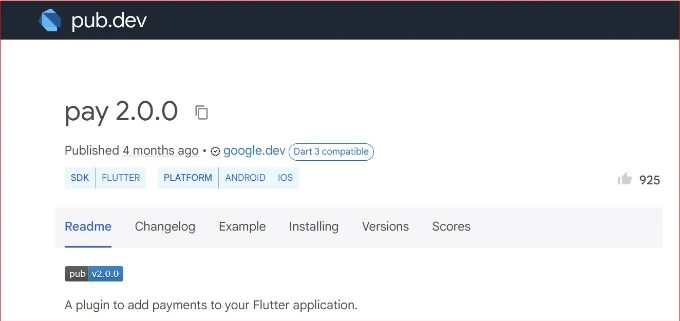 pub.dev
pay 2.0.0
Published 4 months ago • google.dev Dart 3 compatible
SDK FLUTTER PLATFORM ANDROID IOS
925
Readme Changelog Example Installing Versions Scores
pub v2.0.0
A plugin to add payments to your Flutter application.